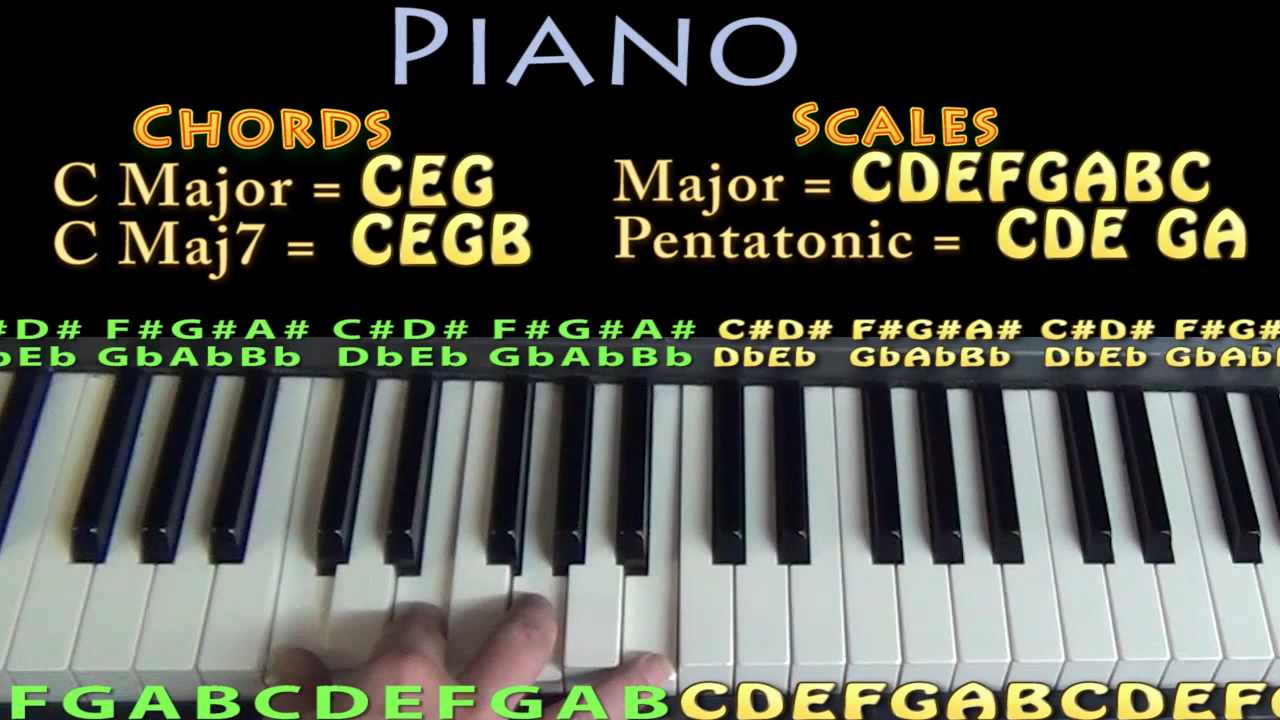 PIANO
CHORDS
SCALES
C Major = CEG
Major = CDEFGABC
C Maj7 = CEGB
Pentatonic = CDE GA
#D# F#G#A# C#D# F#G#A# C#D# F#G#A# C#D# F#G#
bEb GbAbBb DbEb GbAbBb DbEb GbAbBb DbEb GbAb
FGABCDEFGABCDEFGABCDEFG